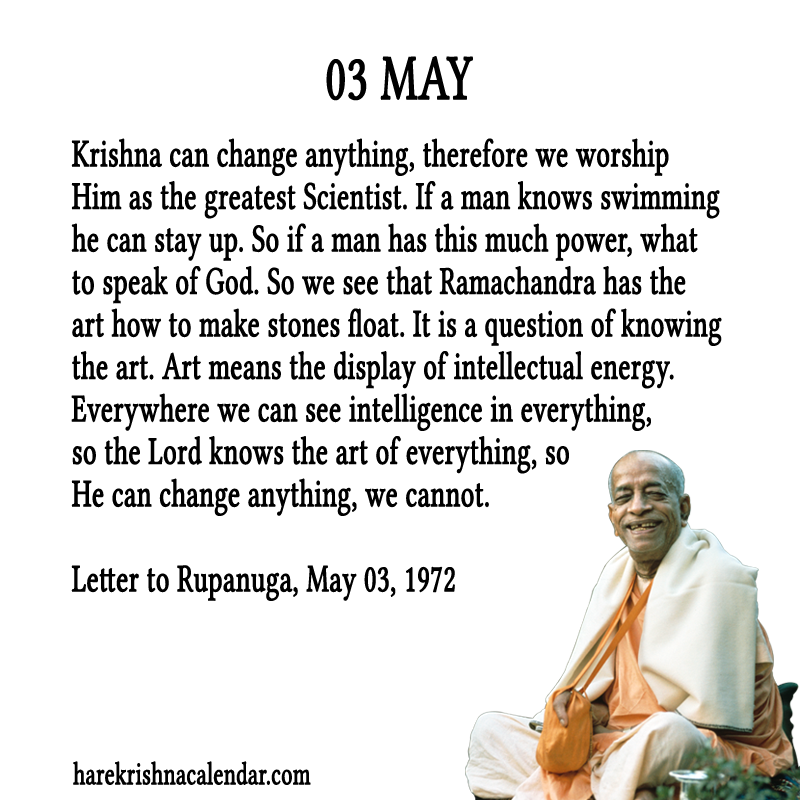 03 MAY
Krishna can change anything, therefore we worship
Him as the greatest Scientist. If a man knows swimming
he can stay up. So if a man has this much power, what
to speak of God. So we see that Ramachandra has the
art how to make stones float. It is a question of knowing
the art. Art means the display of intellectual energy.
Everywhere we can see intelligence in everything,
so the Lord knows the art of everything, so
He can change anything, we cannot.
Letter to Rupanuga, May 03, 1972
harekrishnacalendar.com